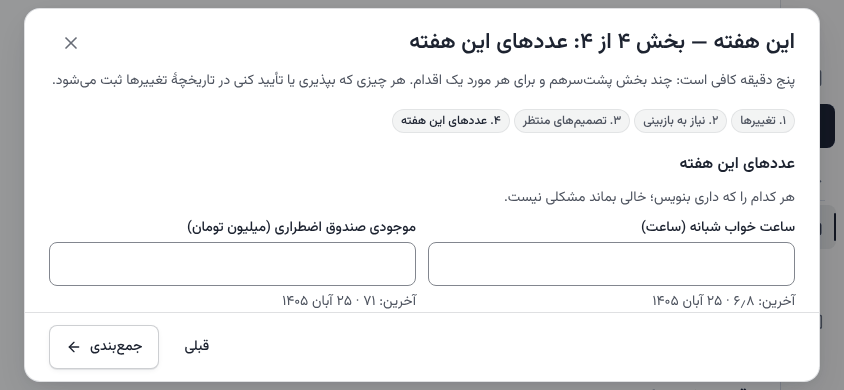 این هفته — بخش ۴ از ۴: عددهای این هفته
پنج دقیقه کافی است: چند بخش پشت‌سرهم و برای هر مورد یک اقدام. هر چیزی که بپذیری یا تأیید کنی در تاریخچهٔ تغییرها ثبت می‌شود.
۱. تغییرها ۲. نیاز به بازبینی ۳. تصمیم‌های منتظر ۴. عددهای این هفته
عددهای این هفته
هر کدام را که داری بنویس؛ خالی بماند مشکلی نیست.
ساعت خواب شبانه (ساعت) موجودی صندوق اضطراری (میلیون تومان)
آخرین: ۶٫۸ · ۲۵ آبان ۱۴۰۵ آخرین: ۷۱ · ۲۵ آبان ۱۴۰۵
قبلی جمع‌بندی